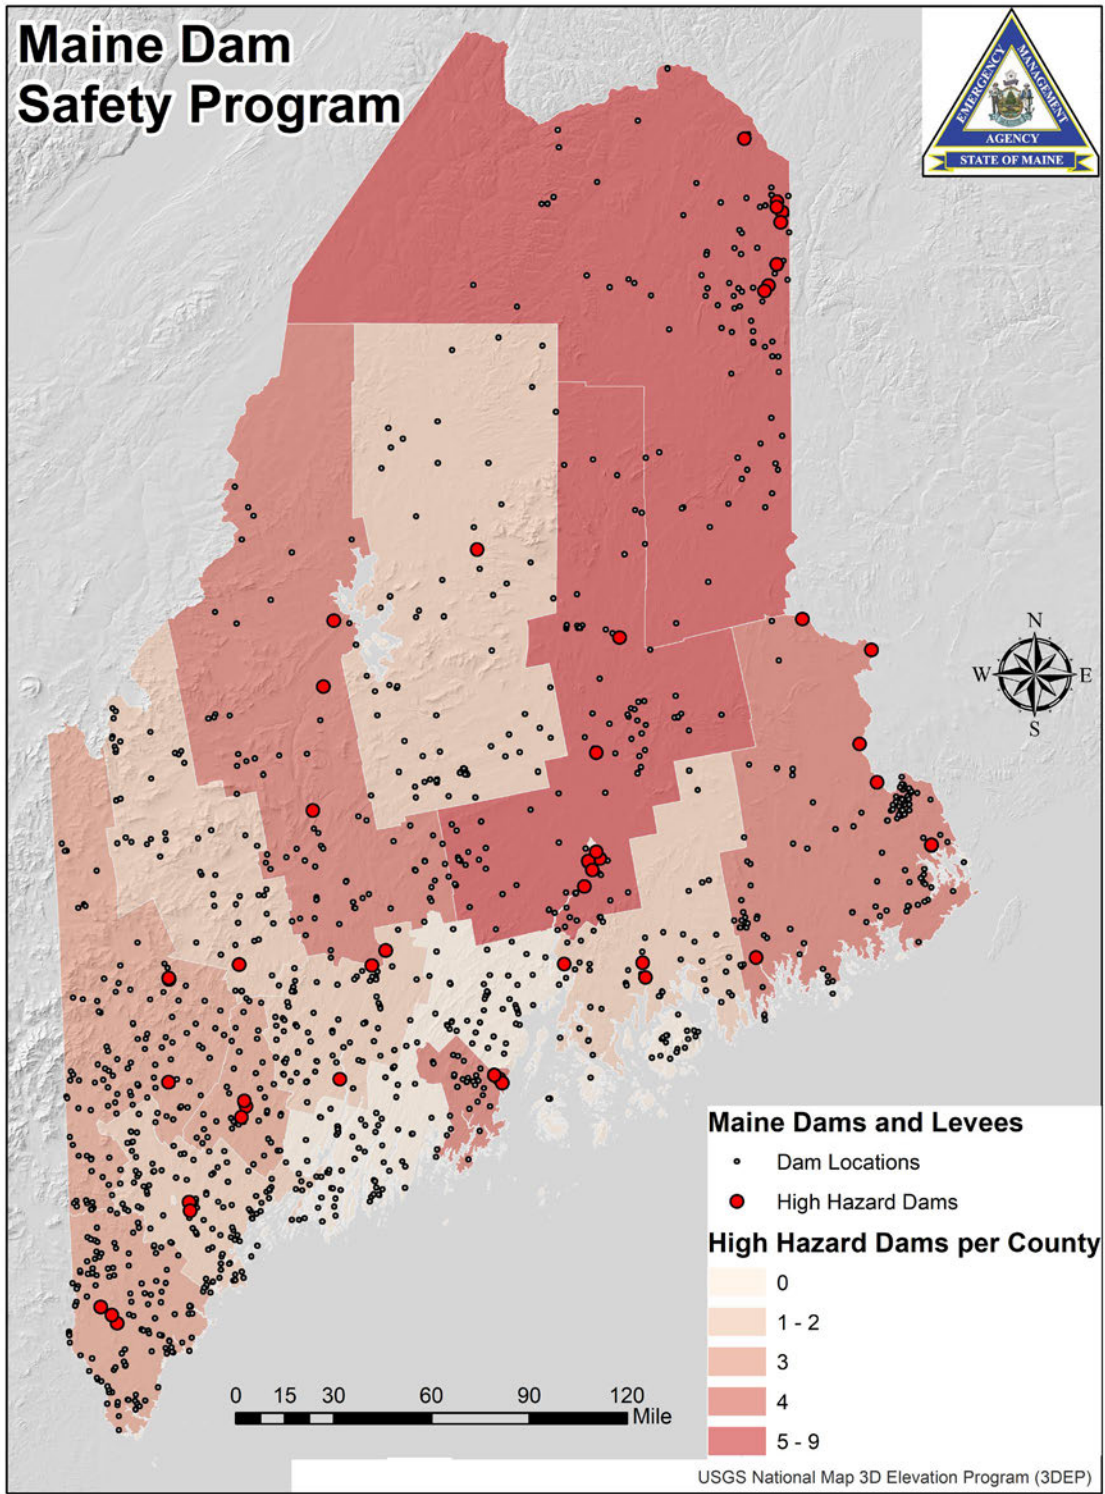 Maine Dam
Safety Program
EMERGENCY
MANAGEMENT
AGENCY
STATE OF MAINE
N
W
E
S
Maine Dams and Levees
Dam Locations
High Hazard Dams
High Hazard Dams per County
0
1 - 2
3
4
5 - 9
0 15 30 60 90 120
Mile
USGS National Map 3D Elevation Program (3DEP)